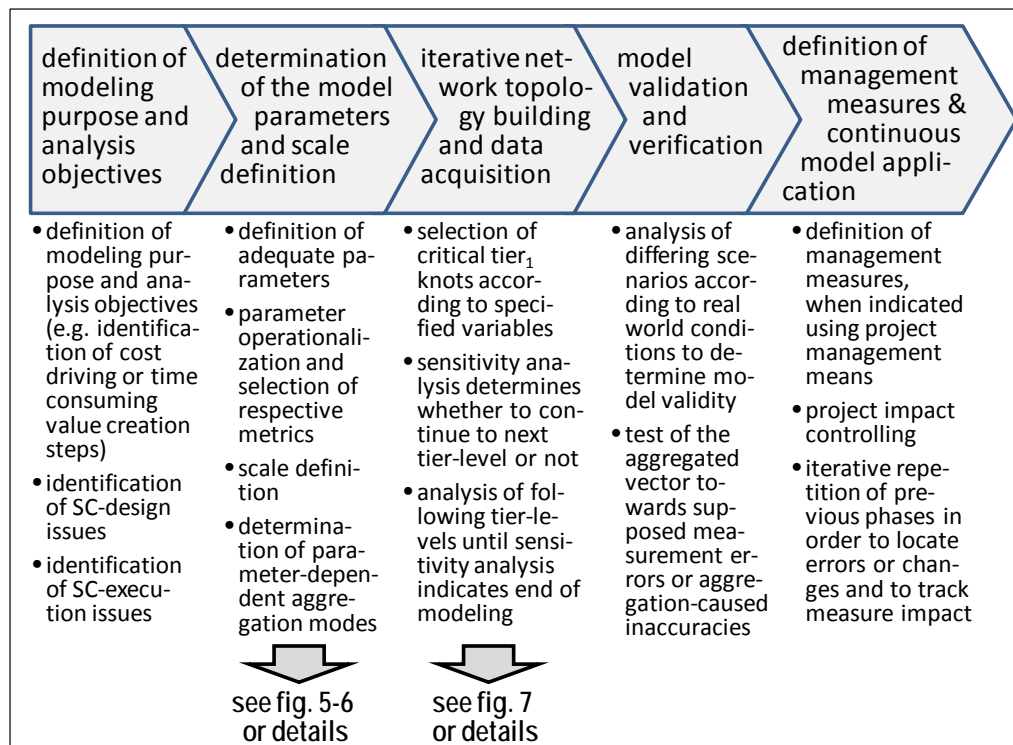 definition of
modeling
purpose and
analysis
objectives
determination
of the model
parameters
and scale
definition
iterative net-
work topolo-
gy building
and data
acquisition
model
validation
and
verification
definition of
management
measures &
continuous
model appli-
cation
• definition of
modeling pur-
pose and ana-
lysis objectives
(e.g. identifica-
tion of cost
driving or time
consuming
value creation
steps)
• identification
of SC-design
issues
• identification
of SC-execu-
tion issues
• definition of
adequate pa-
rameters
• parameter
operationali-
zation and
selection of
respective
metrics
• scale defini-
tion
• determina-
tion of para-
meter-depen-
dent aggre-
gation modes
see fig. 5-6
or details
• selection of
critical tier₁
knots accor-
ding to speci-
fied variables
• sensitivity ana-
lysis determines
whether to con-
tinue to next
tier-level or not
• analysis of fol-
lowing tier-le-
vels until sensi-
tivity analysis
indicates end of
modeling
see fig. 7
or details
• analysis of
differing sce-
narios accor-
ding to real
world condi-
tions to de-
termine mo-
del validity
• test of the
aggregated
vector to-
wards suppo-
sed mea-
surement er-
rors or aggre-
gation-caused
inaccuracies
• definition of
management
measures,
when indicated
using project
management
means
• project impact
controlling
• iterative repe-
tition of pre-
vious phases in
order to locate
errors or chan-
ges and to track
measure impact